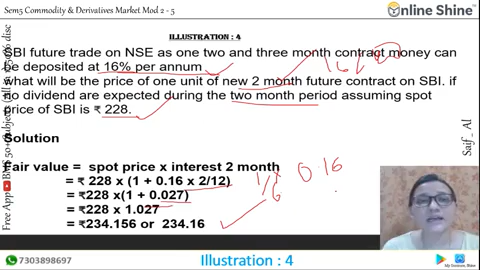 Sem5 Commodity & Derivatives Market Mod 2 - 5
Online Shine
ILLUSTRATION : 4
SBI future trade on NSE as one two and three month contract money can
be deposited at 16% per annum
what will be the price of one unit of new 2 month future contract on SBI. if
no dividend are expected during the two month period assuming spot
price of SBI is ₹ 228.
Solution
Fair value = spot price x interest 2 month
= ₹ 228 x (1 + 0.16 x 2/12)
= ₹228 x(1 + 0.027)
= ₹228 x 1.027
= ₹234.156 or 234.16
0.16
Saif_Al
7303898697
Illustration : 4